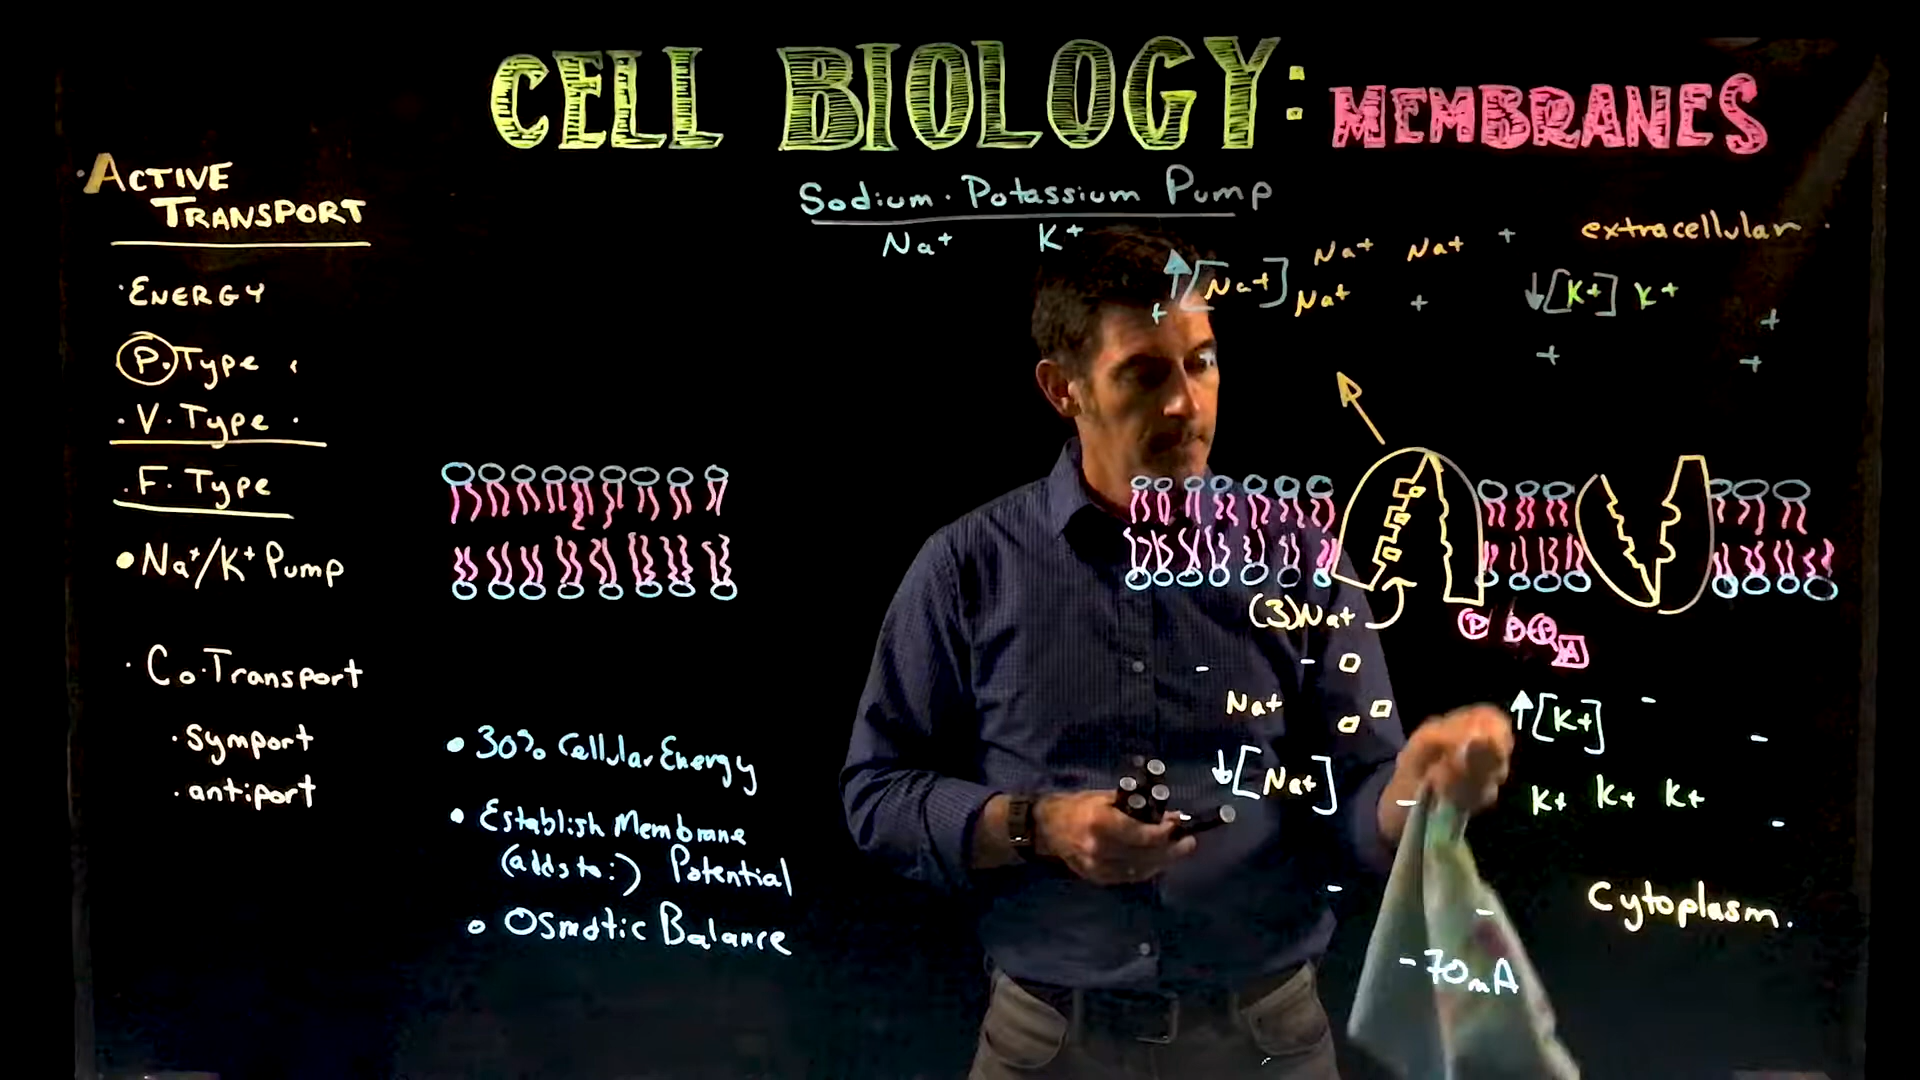 CELL BIOLOGY: MEMBRANES
ACTIVE
TRANSPORT
·ENERGY
P.Type
·V·Type·
.F.Type
•Na+/K+ Pump
·Co.Transport
·Symport
·antiport
Sodium·Potassium Pump
Na+ K+
↑[Na+] Na+ Na+ Na+ +
extracellular.
↓[K+] K+
+ + + + +
• 30% Cellular Energy
• Establish Membrane
(adds to:) Potential
• Osmotic Balance
(3)Na+
P P A
Na+
↓[Na+]
↑[K+]
K+ K+ K+
Cytoplasm.
-70mA